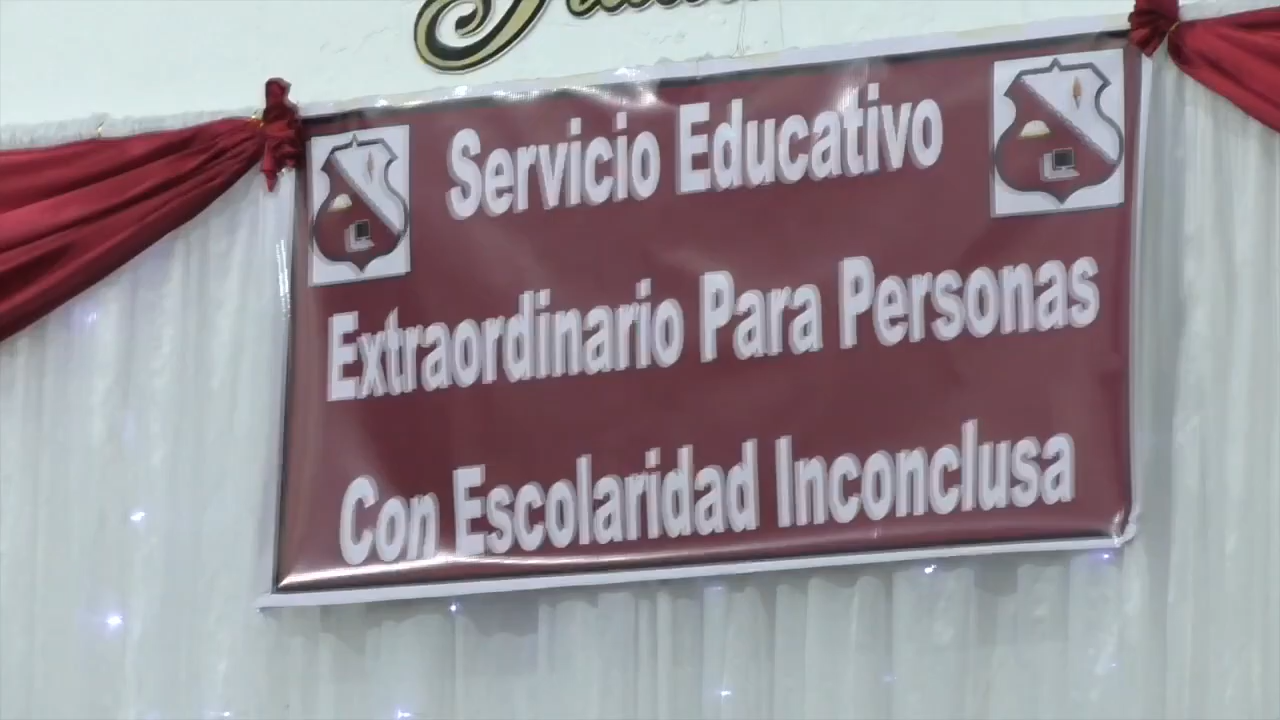 Servicio Educativo
Extraordinario Para Personas
Con Escolaridad Inconclusa